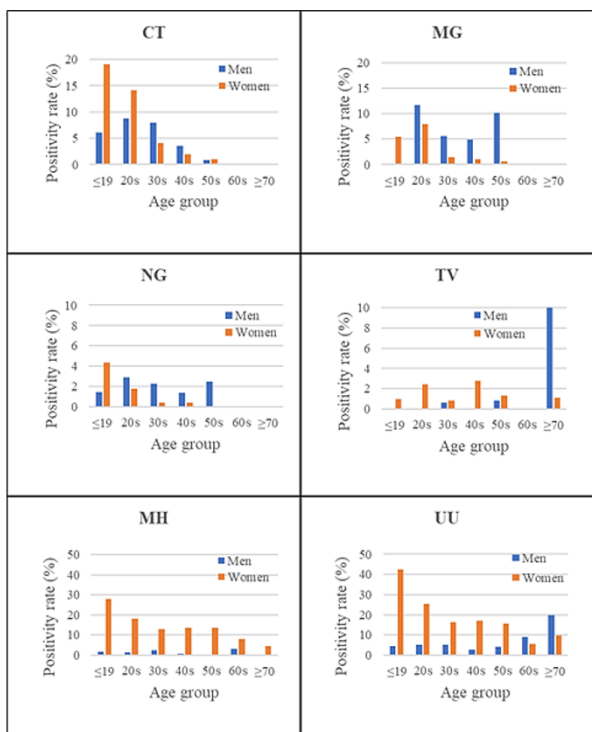 CT
20
15
10
5
0
Positivity rate (%)
Men
Women
≤19 20s 30s 40s 50s 60s ≥70
Age group
MG
20
15
10
5
0
Positivity rate (%)
Men
Women
≤19 20s 30s 40s 50s 60s ≥70
Age group
NG
10
8
6
4
2
0
Positivity rate (%)
Men
Women
≤19 20s 30s 40s 50s 60s ≥70
Age group
TV
10
8
6
4
2
0
Positivity rate (%)
Men
Women
≤19 20s 30s 40s 50s 60s ≥70
Age group
MH
50
40
30
20
10
0
Positivity rate (%)
Men
Women
≤19 20s 30s 40s 50s 60s ≥70
Age group
UU
50
40
30
20
10
0
Positivity rate (%)
Men
Women
≤19 20s 30s 40s 50s 60s ≥70
Age group